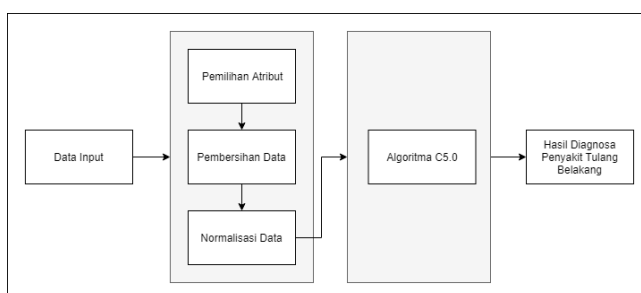 Data Input
Pemilihan Atribut
Pembersihan Data
Normalisasi Data
Algoritma C5.0
Hasil Diagnosa
Penyakit Tulang
Belakang